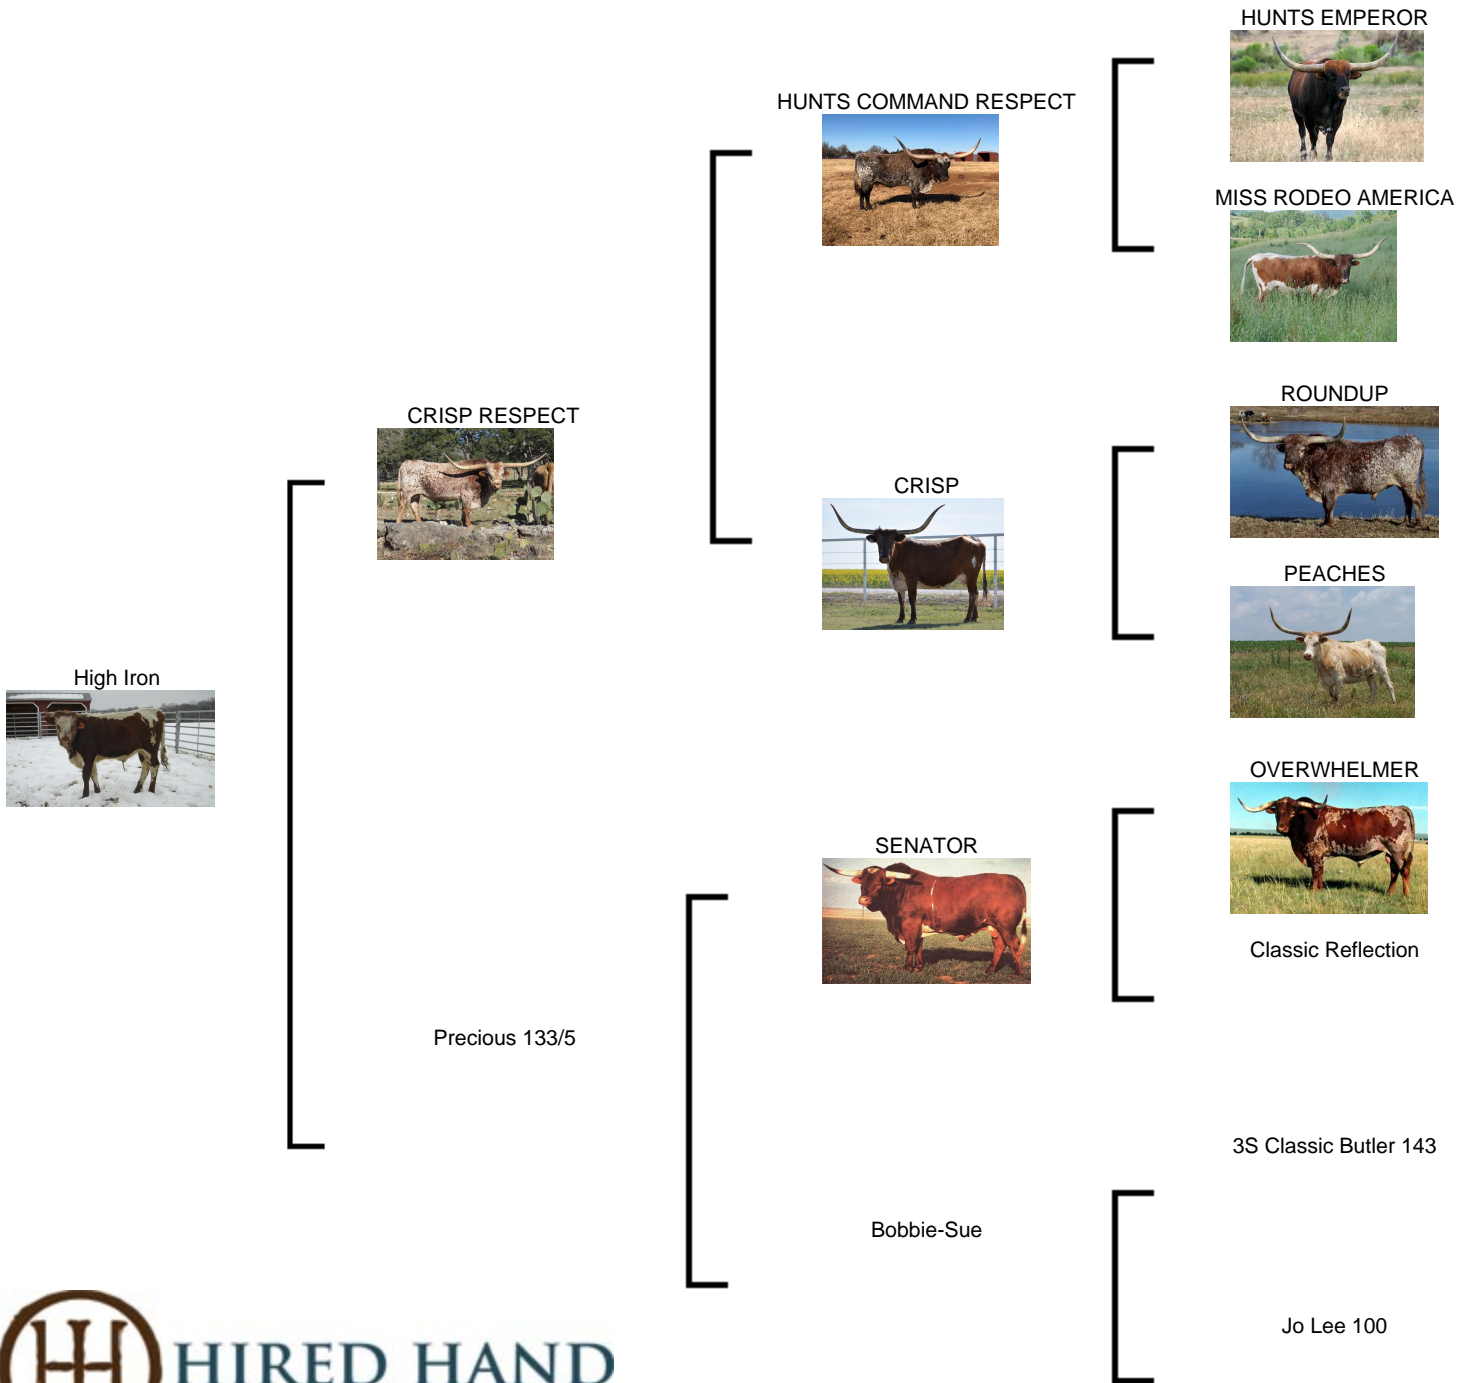 HUNTS EMPEROR
HUNTS COMMAND RESPECT
MISS RODEO AMERICA
ROUNDUP
CRISP RESPECT
CRISP
PEACHES
High Iron
OVERWHELMER
SENATOR
Classic Reflection
Precious 133/5
3S Classic Butler 143
Bobbie-Sue
Jo Lee 100
HIRED HAND